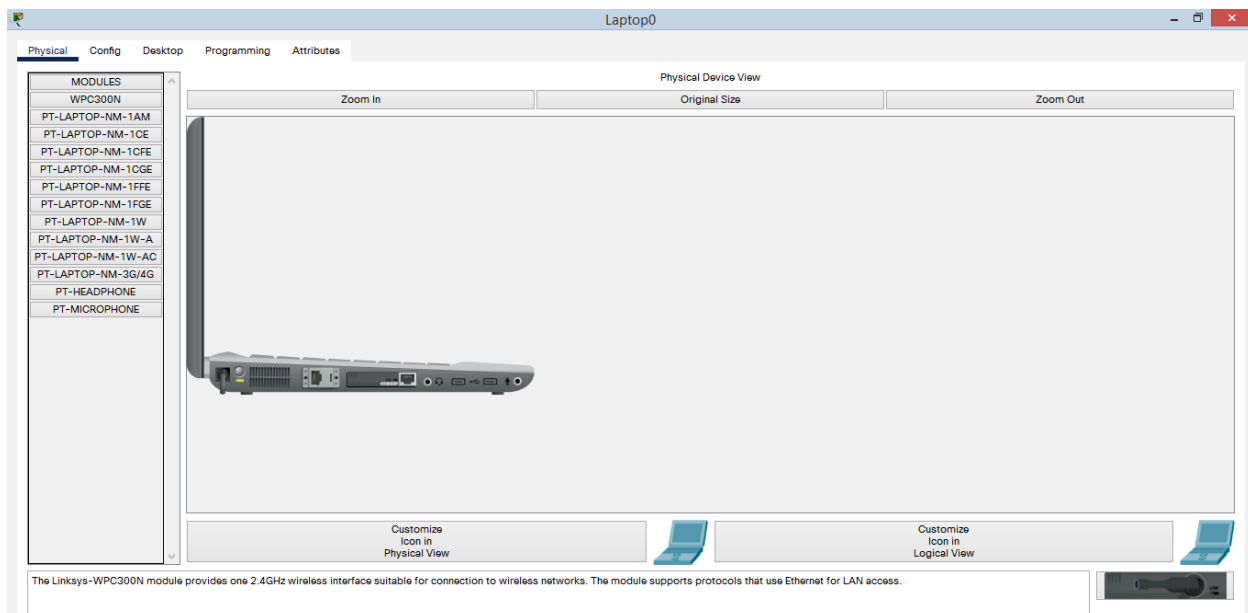 Laptop0
Physical Config Desktop Programming Attributes
MODULES
WPC300N
PT-LAPTOP-NM-1AM
PT-LAPTOP-NM-1CE
PT-LAPTOP-NM-1CFE
PT-LAPTOP-NM-1CGE
PT-LAPTOP-NM-1FFE
PT-LAPTOP-NM-1FGE
PT-LAPTOP-NM-1W
PT-LAPTOP-NM-1W-A
PT-LAPTOP-NM-1W-AC
PT-LAPTOP-NM-3G/4G
PT-HEADPHONE
PT-MICROPHONE
Physical Device View
Zoom In Original Size Zoom Out
Customize
Icon in
Physical View
Customize
Icon in
Logical View
The Linksys-WPC300N module provides one 2.4GHz wireless interface suitable for connection to wireless networks. The module supports protocols that use Ethernet for LAN access.